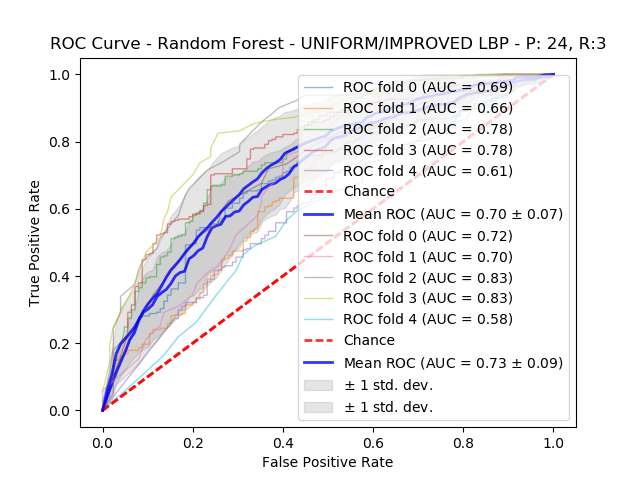 ROC Curve - Random Forest - UNIFORM/IMPROVED LBP - P: 24, R:3
True Positive Rate
1.0
0.8
0.6
0.4
0.2
0.0
ROC fold 0 (AUC = 0.69)
ROC fold 1 (AUC = 0.66)
ROC fold 2 (AUC = 0.78)
ROC fold 3 (AUC = 0.78)
ROC fold 4 (AUC = 0.61)
Chance
Mean ROC (AUC = 0.70 ± 0.07)
ROC fold 0 (AUC = 0.72)
ROC fold 1 (AUC = 0.70)
ROC fold 2 (AUC = 0.83)
ROC fold 3 (AUC = 0.83)
ROC fold 4 (AUC = 0.58)
Chance
Mean ROC (AUC = 0.73 ± 0.09)
± 1 std. dev.
± 1 std. dev.
0.0 0.2 0.4 0.6 0.8 1.0
False Positive Rate